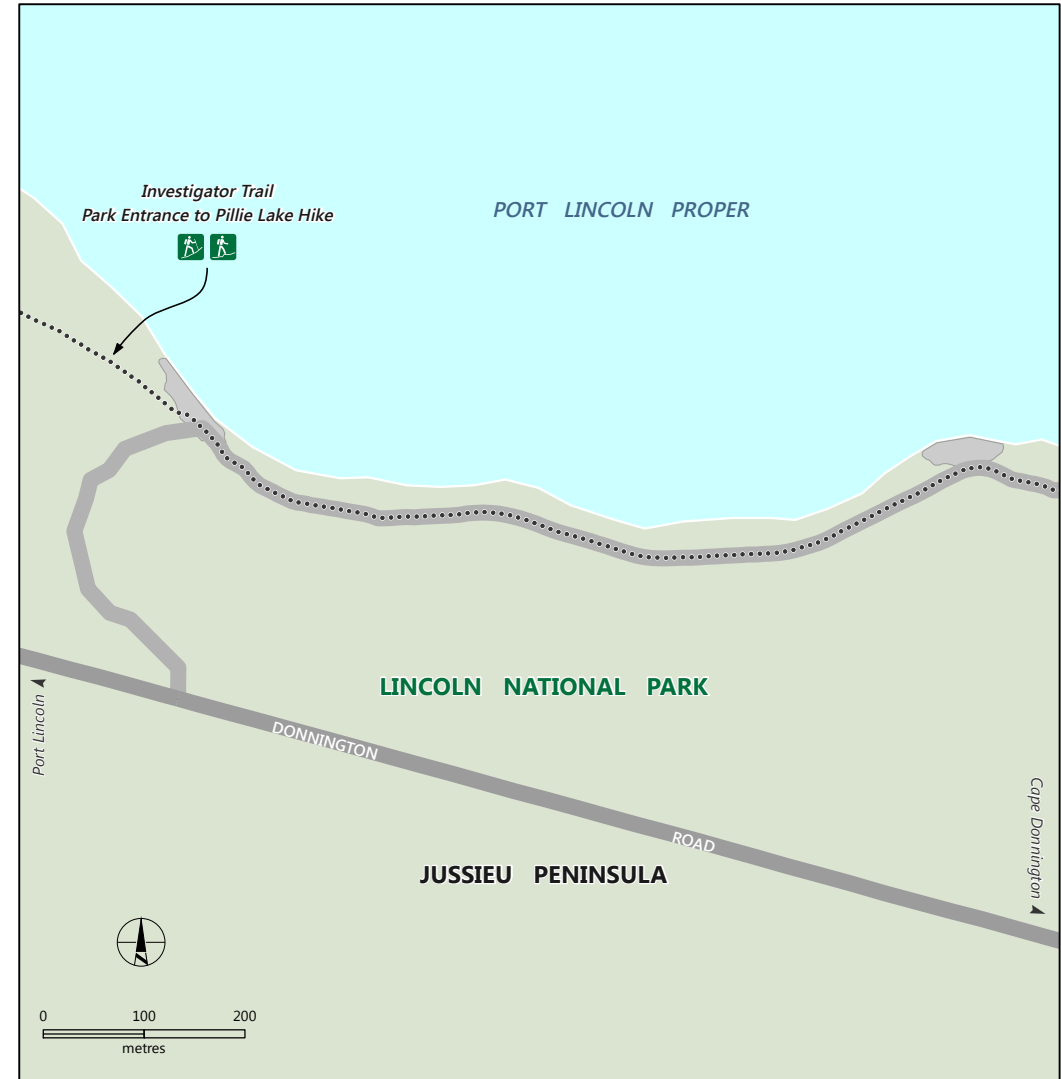 Investigator Trail
Park Entrance to Pillie Lake Hike
PORT LINCOLN PROPER
LINCOLN NATIONAL PARK
Port Lincoln
DONNINGTON
ROAD
Cape Donnington
JUSSIEU PENINSULA
0 100 200
metres